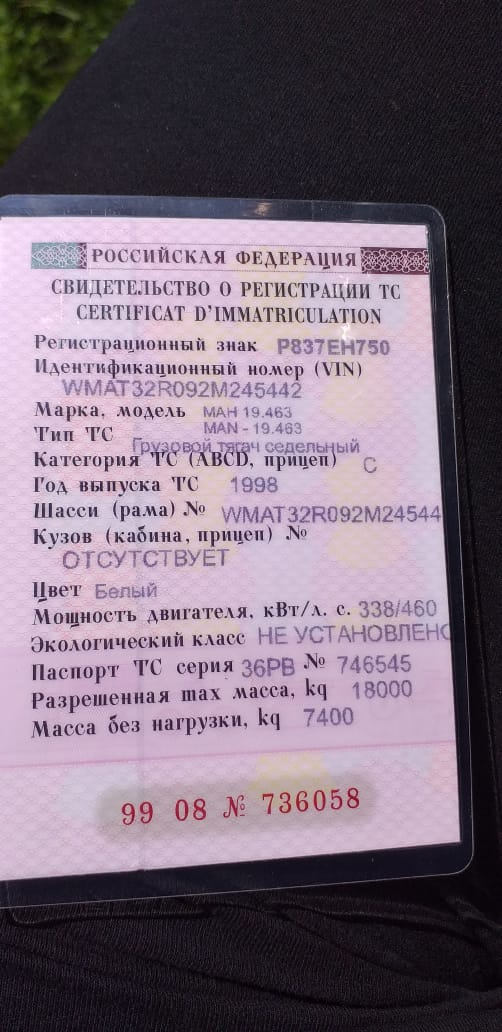 РОССИЙСКАЯ ФЕДЕРАЦИЯ
СВИДЕТЕЛЬСТВО О РЕГИСТРАЦИИ ТС
CERTIFICAT D'IMMATRICULATION
Регистрационный знак Р837ЕН750
Идентификационный номер (VIN)
WMAT32R092M245442
Марка, модель МАН 19.463
MAN - 19.463
Тип ТС Грузовой тягач седельный
Категория ТС (ABCD, прицеп) C
Год выпуска ТС 1998
Шасси (рама) № WMAT32R092M24544
Кузов (кабина, прицеп) №
ОТСУТСТВУЕТ
Цвет Белый
Мощность двигателя, кВт/л. с. 338/460
Экологический класс НЕ УСТАНОВЛЕНО
Паспорт ТС серия 36РВ № 746545
Разрешенная max масса, kg 18000
Масса без нагрузки, kg 7400
99 08 № 736058